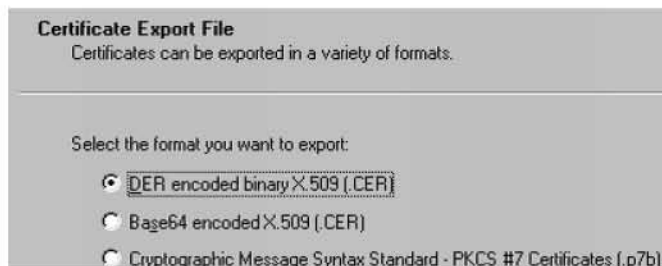 Certificate Export File
Certificates can be exported in a variety of formats.
Select the format you want to export:
DER encoded binary X.509 (.CER)
Base64 encoded X.509 (.CER)
Cryptographic Message Syntax Standard - PKCS #7 Certificates (.p7b)